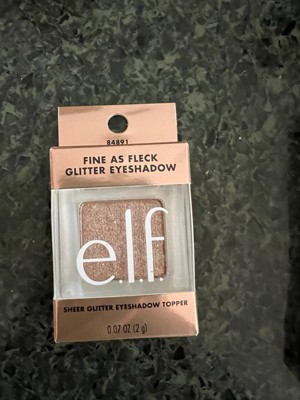 84891
FINE AS FLECK
GLITTER EYESHADOW
e.l.f.
SHEER GLITTER EYESHADOW TOPPER
0.07 OZ (2 g)